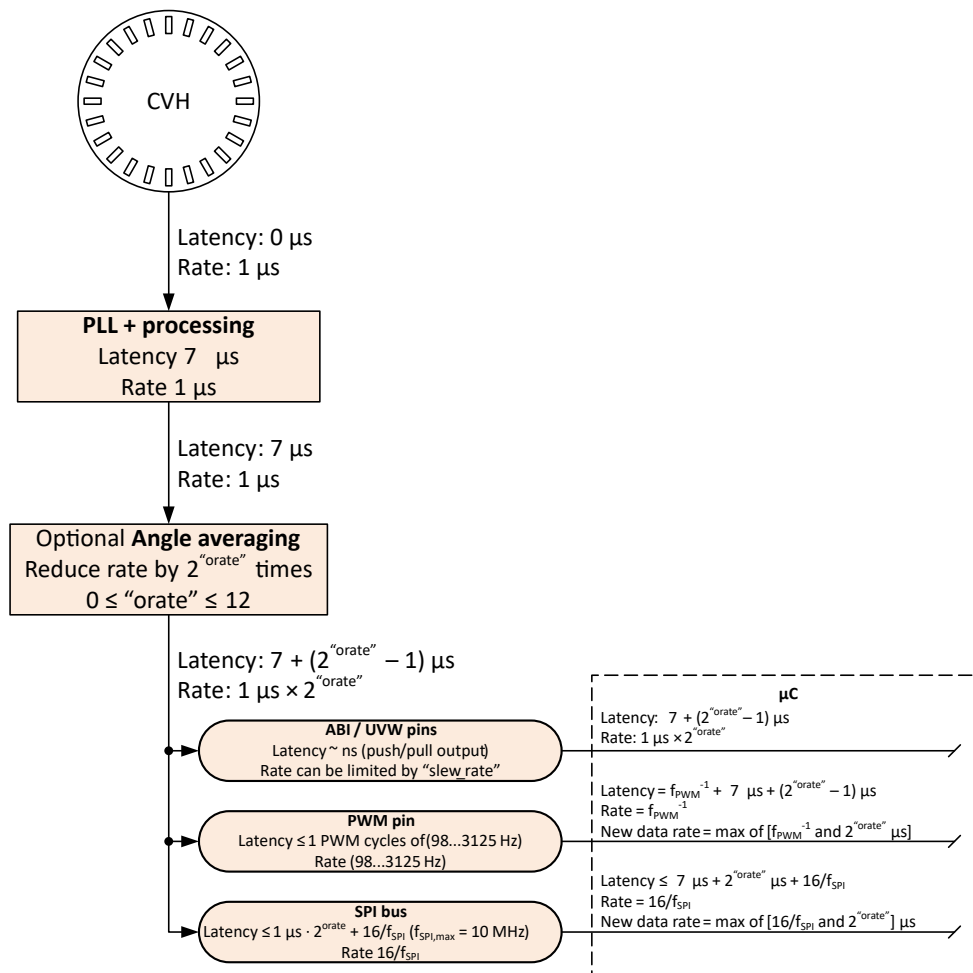 CVH
Latency: 0 µs
Rate: 1 µs
PLL + processing
Latency 7 µs
Rate 1 µs
Latency: 7 µs
Rate: 1 µs
Optional Angle averaging
Reduce rate by 2^“orate” times
0 ≤ “orate” ≤ 12
Latency: 7 + (2^“orate” – 1) µs
Rate: 1 µs × 2^“orate”
ABI / UVW pins
Latency ~ ns (push/pull output)
Rate can be limited by “slew_rate”
PWM pin
Latency ≤ 1 PWM cycles of(98...3125 Hz)
Rate (98...3125 Hz)
SPI bus
Latency ≤ 1 µs · 2^orate + 16/f_SPI (f_SPI,max = 10 MHz)
Rate 16/f_SPI
µC
Latency: 7 + (2^“orate” – 1) µs
Rate: 1 µs × 2^“orate”
Latency = f_PWM^-1 + 7 µs + (2^“orate” – 1) µs
Rate = f_PWM^-1
New data rate = max of [f_PWM^-1 and 2^“orate” µs]
Latency ≤ 7 µs + 2^“orate” µs + 16/f_SPI
Rate = 16/f_SPI
New data rate = max of [16/f_SPI and 2^“orate”] µs